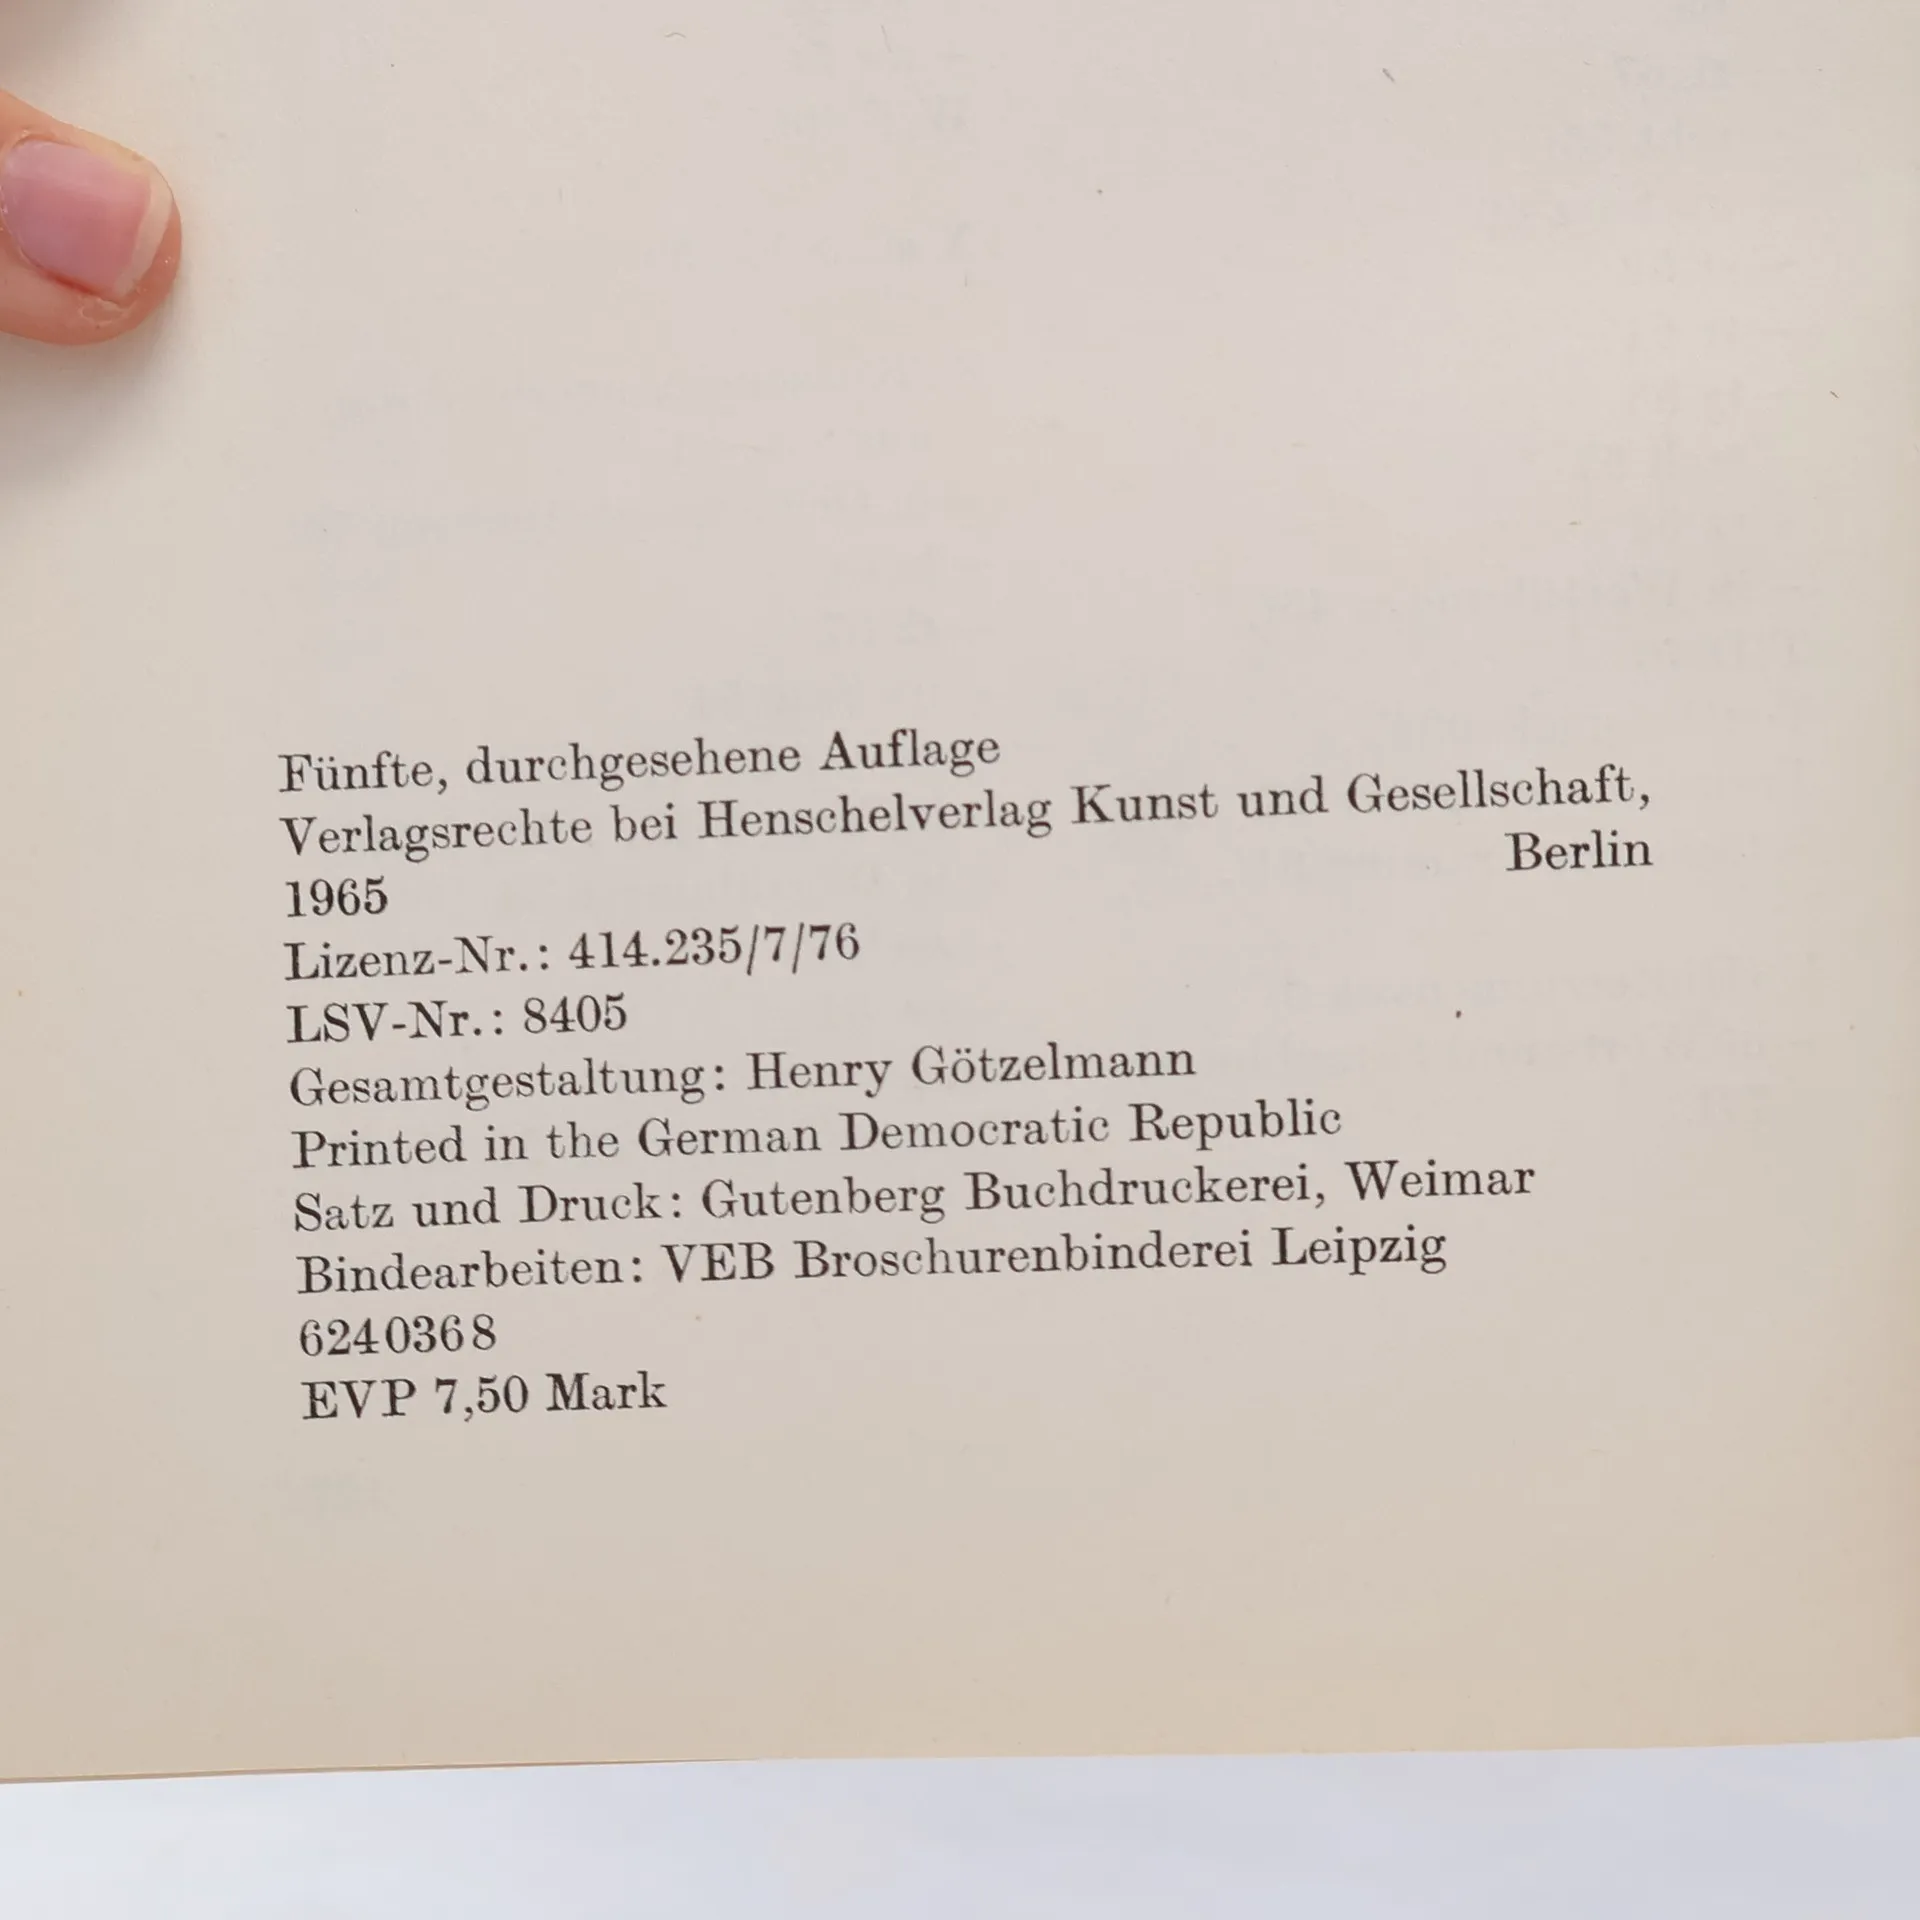 Fünfte, durchgesehene Auflage
Verlagsrechte bei Henschelverlag Kunst und Gesellschaft,
Berlin
1965
Lizenz-Nr.: 414.235/7/76
LSV-Nr.: 8405
Gesamtgestaltung: Henry Götzelmann
Printed in the German Democratic Republic
Satz und Druck: Gutenberg Buchdruckerei, Weimar
Bindearbeiten: VEB Broschurenbinderei Leipzig
6240368
EVP 7,50 Mark